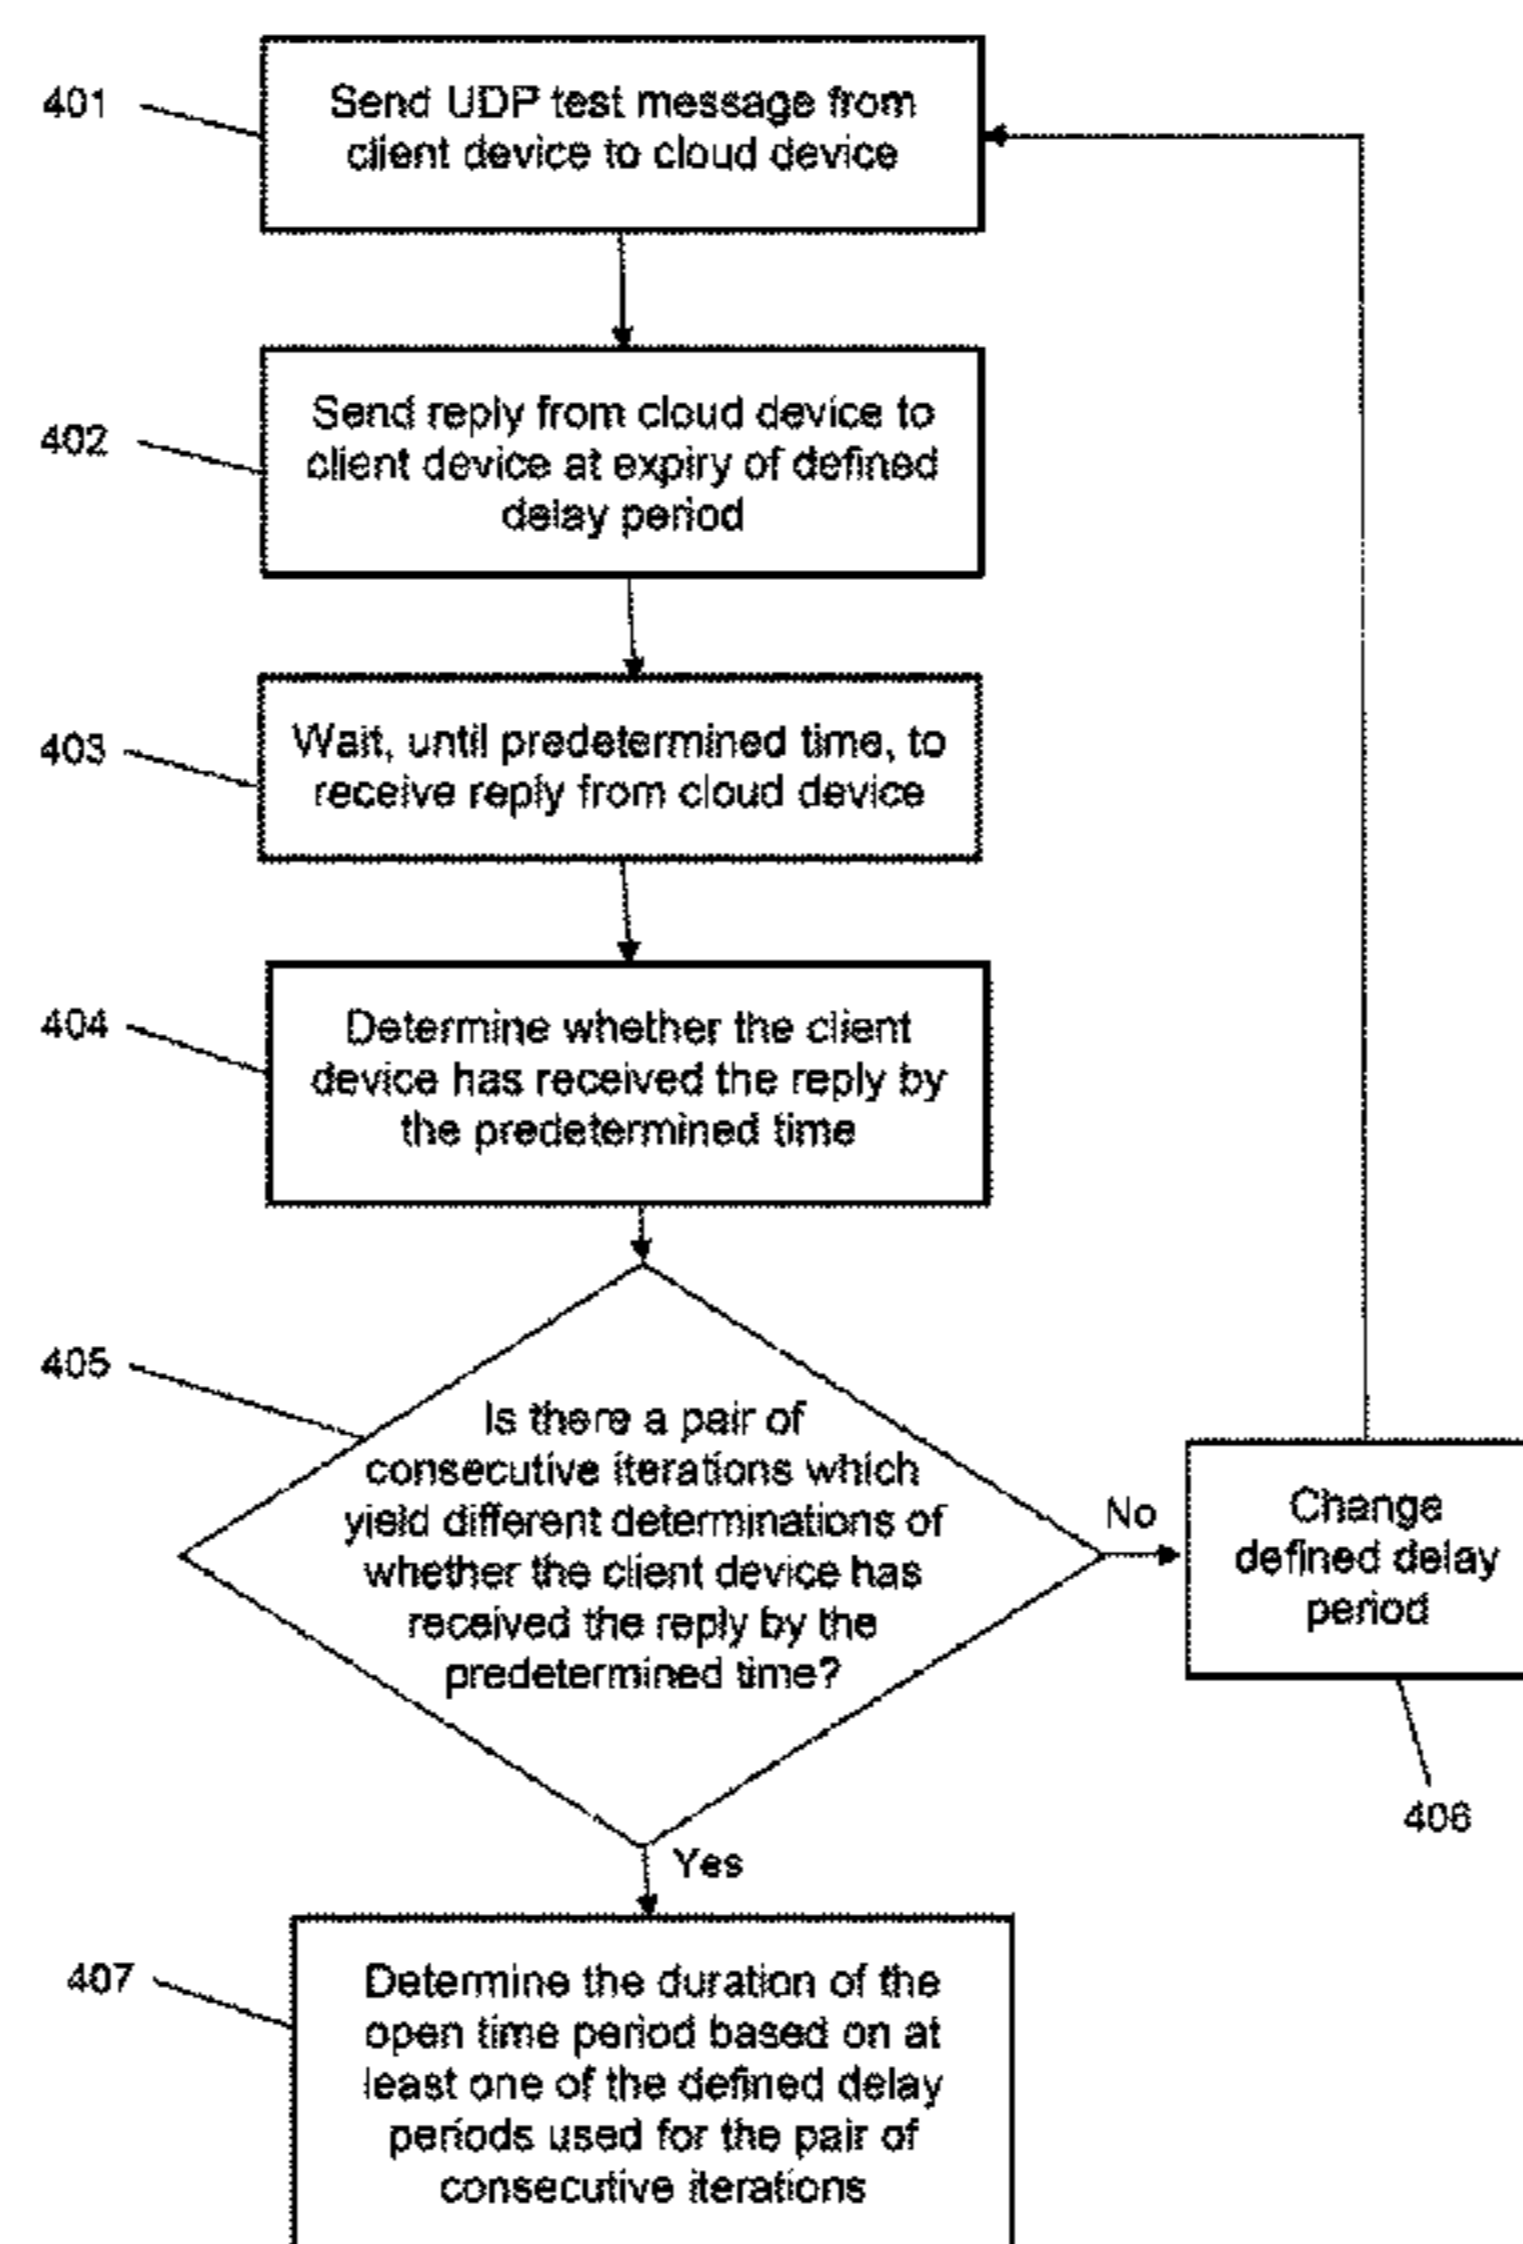 401
Send UDP test message from
client device to cloud device
402
Send reply from cloud device to
client device at expiry of defined
delay period
403
Wait, until predetermined time, to
receive reply from cloud device
404
Determine whether the client
device has received the reply by
the predetermined time
405
Is there a pair of
consecutive iterations which
yield different determinations of
whether the client device has
received the reply by the
predetermined time?
No
Change
defined delay
period
406
Yes
407
Determine the duration of the
open time period based on at
least one of the defined delay
periods used for the pair of
consecutive iterations